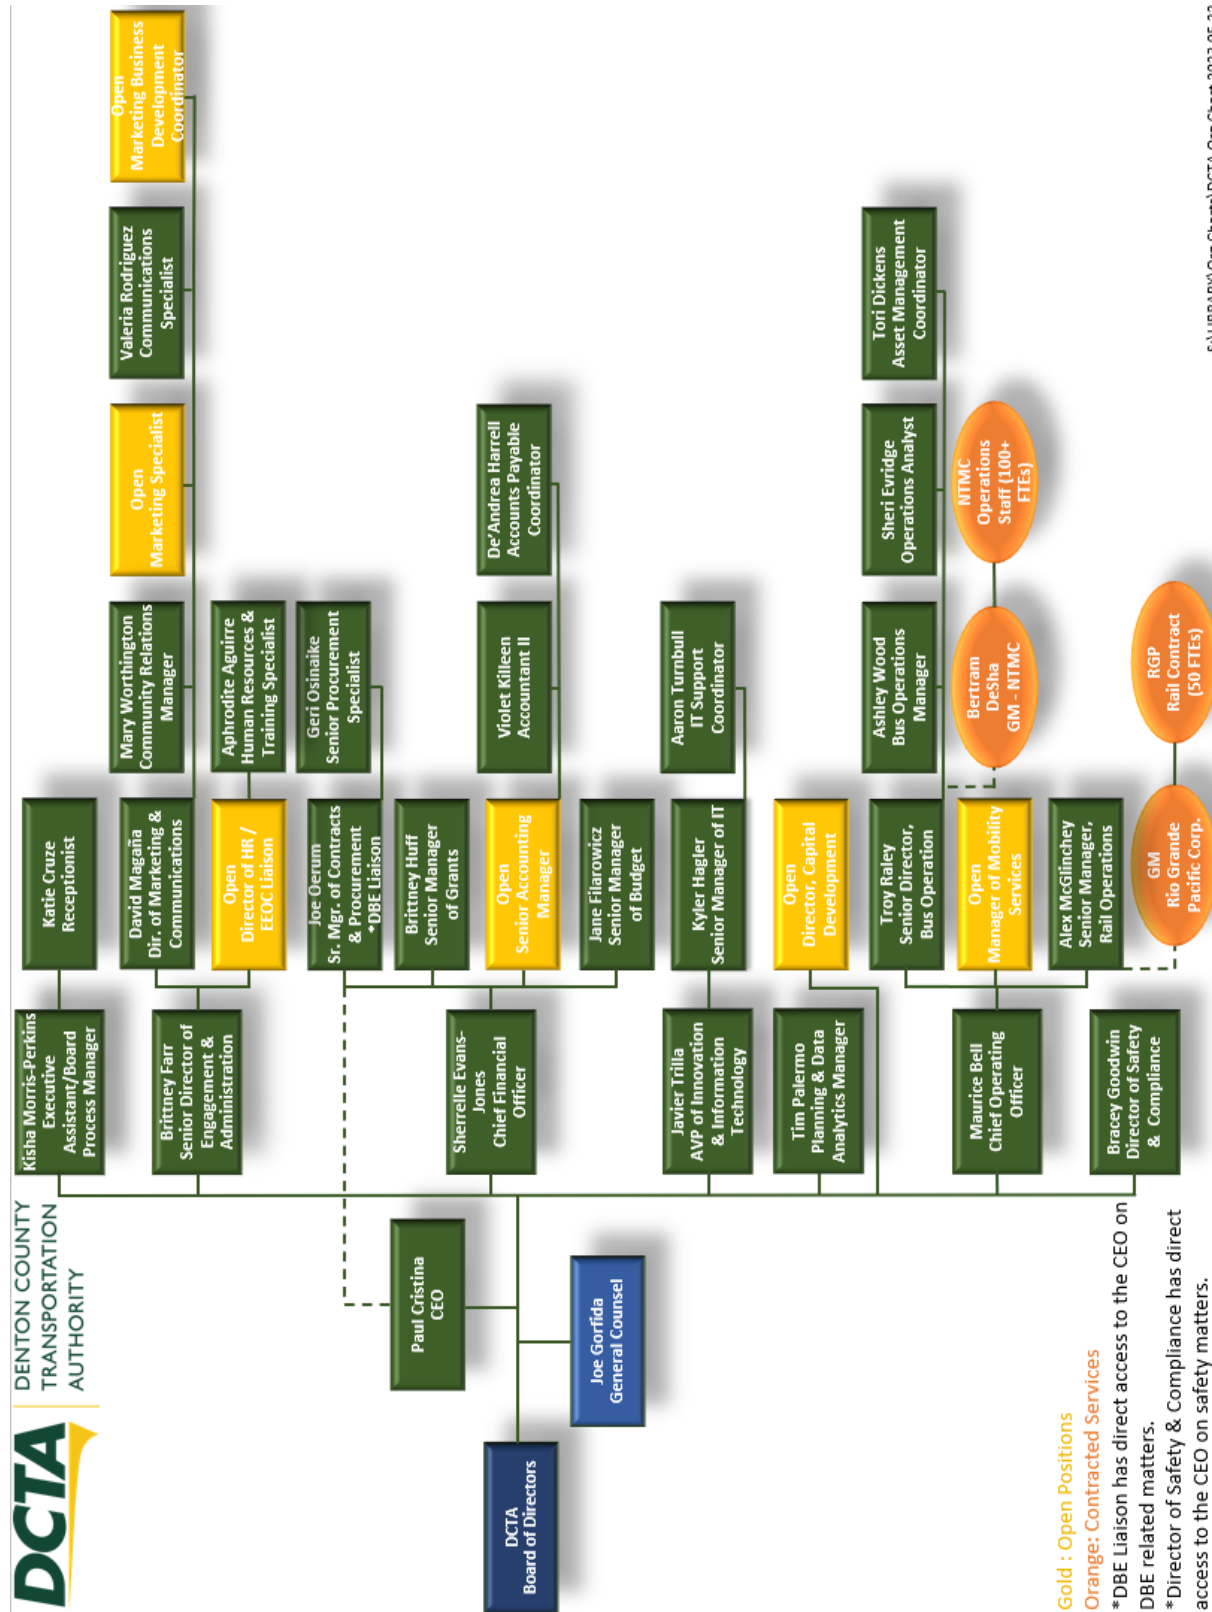 DCTA
DENTON COUNTY
TRANSPORTATION
AUTHORITY
DCTA
Board of Directors
Paul Cristina
CEO
Joe Gorfida
General Counsel
Kisha Morris-Perkins
Executive
Assistant/Board
Process Manager
Katie Cruze
Receptionist
Brittney Farr
Senior Director of
Engagement &
Administration
David Magaña
Dir. of Marketing &
Communications
Mary Worthington
Community Relations
Manager
Open
Marketing Specialist
Valeria Rodriguez
Communications
Specialist
Open
Marketing Business
Development
Coordinator
Open
Director of HR /
EEOC Liaison
Aphrodite Aguirre
Human Resources &
Training Specialist
Sherrelle Evans-
Jones
Chief Financial
Officer
Joe Oerum
Sr. Mgr. of Contracts
& Procurement
*DBE Liaison
Geri Osinaike
Senior Procurement
Specialist
Brittney Huff
Senior Manager
of Grants
Open
Senior Accounting
Manager
Violet Killeen
Accountant II
De'Andrea Harrell
Accounts Payable
Coordinator
Jane Filarowicz
Senior Manager
of Budget
Javier Trilla
AVP of Innovation
& Information
Technology
Kyler Hagler
Senior Manager of IT
Aaron Turnbull
IT Support
Coordinator
Tim Palermo
Planning & Data
Analytics Manager
Open
Director, Capital
Development
Maurice Bell
Chief Operating
Officer
Troy Raley
Senior Director,
Bus Operation
Ashley Wood
Bus Operations
Manager
Sheri Evridge
Operations Analyst
Tori Dickens
Asset Management
Coordinator
Bertram
DeSha
GM - NTMC
NTMC
Operations
Staff (100+
FTEs)
Open
Manager of Mobility
Services
Alex McGlinchey
Senior Manager,
Rail Operations
GM
Rio Grande
Pacific Corp.
RGP
Rail Contract
(50 FTEs)
Bracey Goodwin
Director of Safety
& Compliance
Gold : Open Positions
Orange: Contracted Services
*DBE Liaison has direct access to the CEO on
DBE related matters.
*Director of Safety & Compliance has direct
access to the CEO on safety matters.